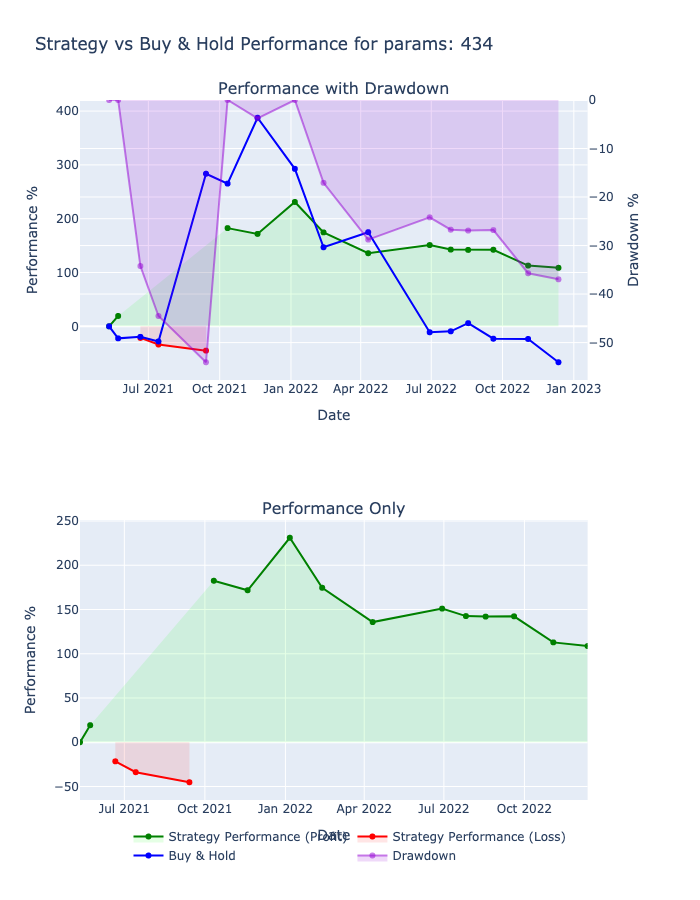 Strategy vs Buy & Hold Performance for params: 434
Performance with Drawdown
400
300
200
100
0
Performance %
0
−10
−20
−30
−40
−50
Drawdown %
Jul 2021 Oct 2021 Jan 2022 Apr 2022 Jul 2022 Oct 2022 Jan 2023
Date
Performance Only
250
200
150
100
50
0
−50
Performance %
Jul 2021 Oct 2021 Jan 2022 Apr 2022 Jul 2022 Oct 2022
Date
Strategy Performance (Profit) Strategy Performance (Loss)
Buy & Hold Drawdown